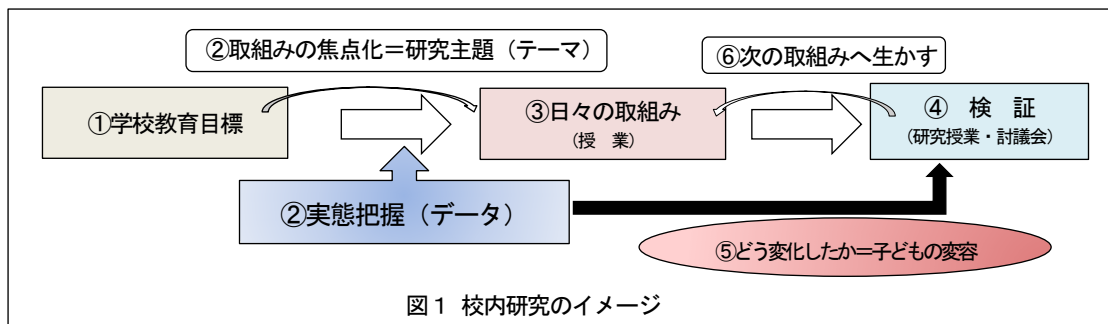 ②取組みの焦点化＝研究主題（テーマ）
⑥次の取組みへ生かす
①学校教育目標
③日々の取組み
（授　業）
④　検　証
（研究授業・討議会）
②実態把握（データ）
⑤どう変化したか＝子どもの変容
図１ 校内研究のイメージ